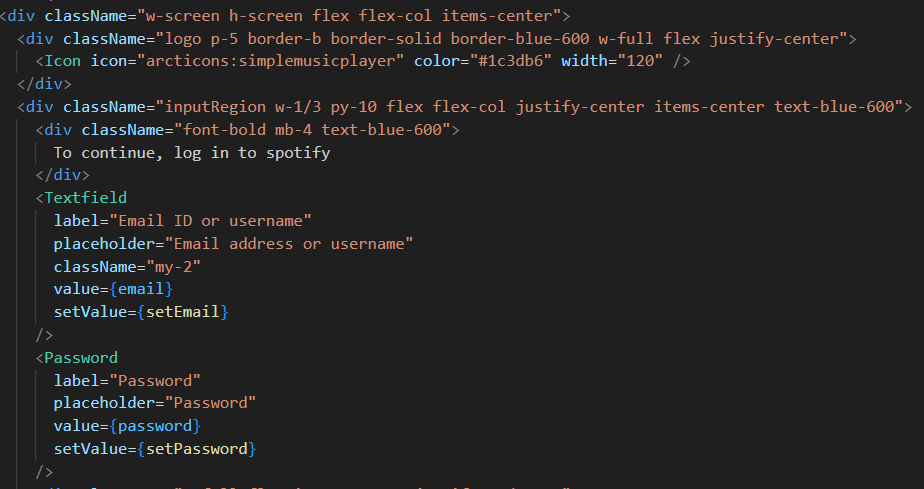 <div className="w-screen h-screen flex flex-col items-center">
<div className="logo p-5 border-b border-solid border-blue-600 w-full flex justify-center">
<Icon icon="arcticons:simplemusicplayer" color="#1c3db6" width="120" />
</div>
<div className="inputRegion w-1/3 py-10 flex flex-col justify-center items-center text-blue-600">
<div className="font-bold mb-4 text-blue-600">
To continue, log in to spotify
</div>
<Textfield
label="Email ID or username"
placeholder="Email address or username"
className="my-2"
value={email}
setValue={setEmail}
/>
<Password
label="Password"
placeholder="Password"
value={password}
setValue={setPassword}
/>